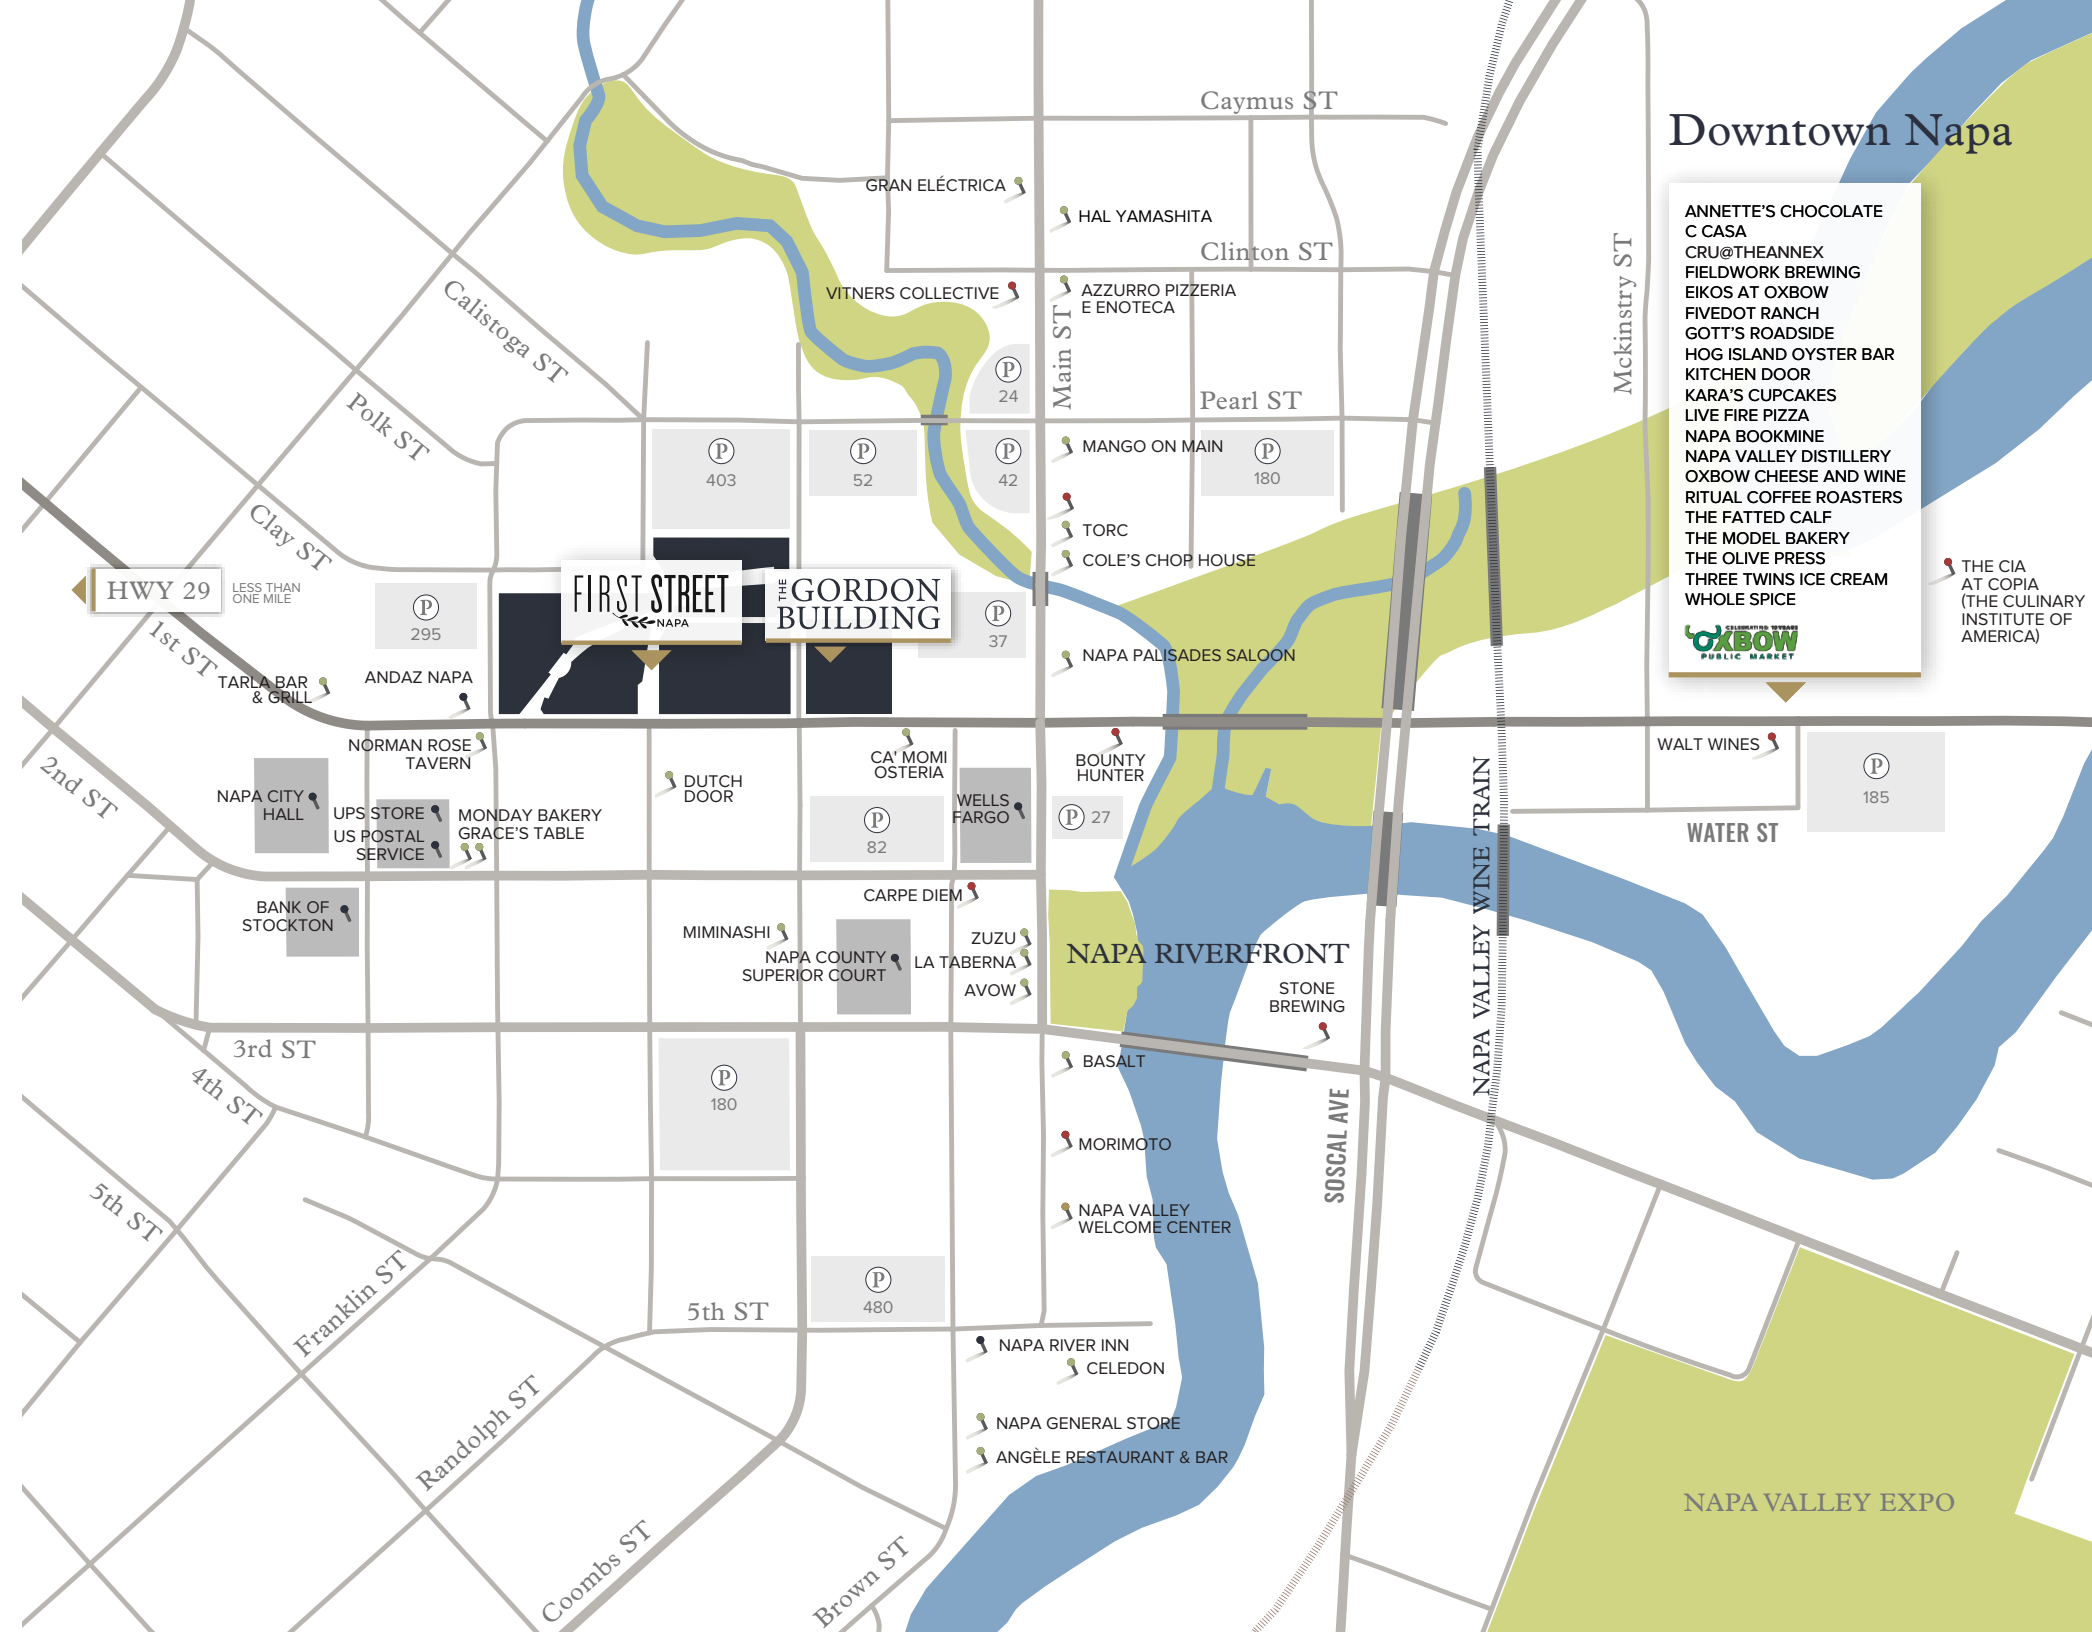 Caymus ST
Downtown Napa
GRAN ELÉCTRICA
HAL YAMASHITA
Clinton ST
Mckinstry ST
ANNETTE'S CHOCOLATE
C CASA
CRU@THEANNEX
FIELDWORK BREWING
EIKOS AT OXBOW
FIVEDOT RANCH
GOTT'S ROADSIDE
HOG ISLAND OYSTER BAR
KITCHEN DOOR
KARA'S CUPCAKES
LIVE FIRE PIZZA
NAPA BOOKMINE
NAPA VALLEY DISTILLERY
OXBOW CHEESE AND WINE
RITUAL COFFEE ROASTERS
THE FATTED CALF
THE MODEL BAKERY
THE OLIVE PRESS
THREE TWINS ICE CREAM
WHOLE SPICE
CELEBRATING 10 YEARS
OXBOW
PUBLIC MARKET
THE CIA
AT COPIA
(THE CULINARY
INSTITUTE OF
AMERICA)
VITNERS COLLECTIVE
AZZURRO PIZZERIA
E ENOTECA
Main ST
Calistoga ST
P
24
Polk ST
Pearl ST
P
403
P
52
P
42
MANGO ON MAIN
P
180
Clay ST
TORC
COLE'S CHOP HOUSE
HWY 29
LESS THAN
ONE MILE
P
295
FIRST STREET
NAPA
THE
GORDON
BUILDING
P
37
1st ST
NAPA PALISADES SALOON
TARLA BAR
& GRILL
ANDAZ NAPA
NORMAN ROSE
TAVERN
CA' MOMI
OSTERIA
BOUNTY
HUNTER
WALT WINES
2nd ST
NAPA CITY
HALL
UPS STORE
US POSTAL
SERVICE
MONDAY BAKERY
GRACE'S TABLE
DUTCH
DOOR
P
82
WELLS
FARGO
P 27
P
185
WATER ST
NAPA VALLEY WINE TRAIN
BANK OF
STOCKTON
CARPE DIEM
MIMINASHI
NAPA COUNTY
SUPERIOR COURT
ZUZU
LA TABERNA
AVOW
NAPA RIVERFRONT
STONE
BREWING
3rd ST
4th ST
P
180
BASALT
SOSCAL AVE
MORIMOTO
5th ST
NAPA VALLEY
WELCOME CENTER
Franklin ST
P
480
5th ST
NAPA RIVER INN
CELEDON
Randolph ST
NAPA GENERAL STORE
ANGÈLE RESTAURANT & BAR
NAPA VALLEY EXPO
Coombs ST
Brown ST